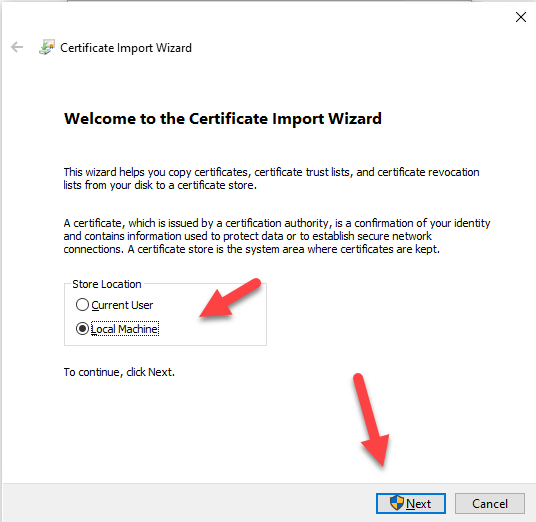 Certificate Import Wizard
Welcome to the Certificate Import Wizard
This wizard helps you copy certificates, certificate trust lists, and certificate revocation
lists from your disk to a certificate store.
A certificate, which is issued by a certification authority, is a confirmation of your identity
and contains information used to protect data or to establish secure network
connections. A certificate store is the system area where certificates are kept.
Store Location
Current User
Local Machine
To continue, click Next.
Next
Cancel